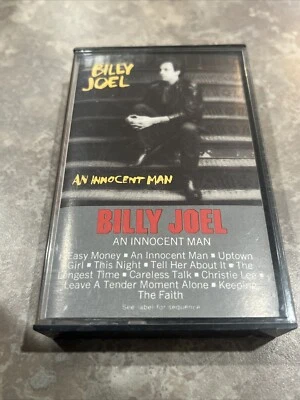 BILLY
JOEL
AN INNOCENT MAN
BILLY JOEL
AN INNOCENT MAN
Easy Money ▪ An Innocent Man ▪ Uptown
Girl ▪ This Night ▪ Tell Her About It ▪ The
Longest Time ▪ Careless Talk ▪ Christie Lee ▪
Leave A Tender Moment Alone ▪ Keeping
The Faith
See label for sequence